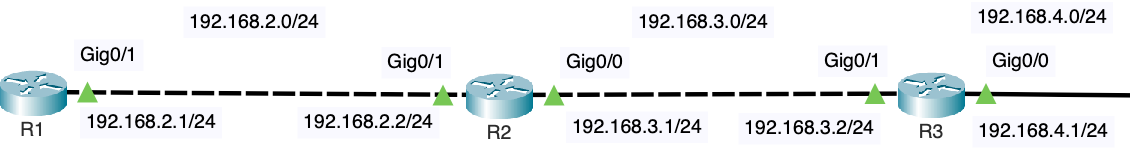 192.168.2.0/24
192.168.3.0/24
192.168.4.0/24
Gig0/1
Gig0/1
Gig0/0
Gig0/1
Gig0/0
192.168.2.1/24
192.168.2.2/24
192.168.3.1/24
192.168.3.2/24
192.168.4.1/24
R1
R2
R3